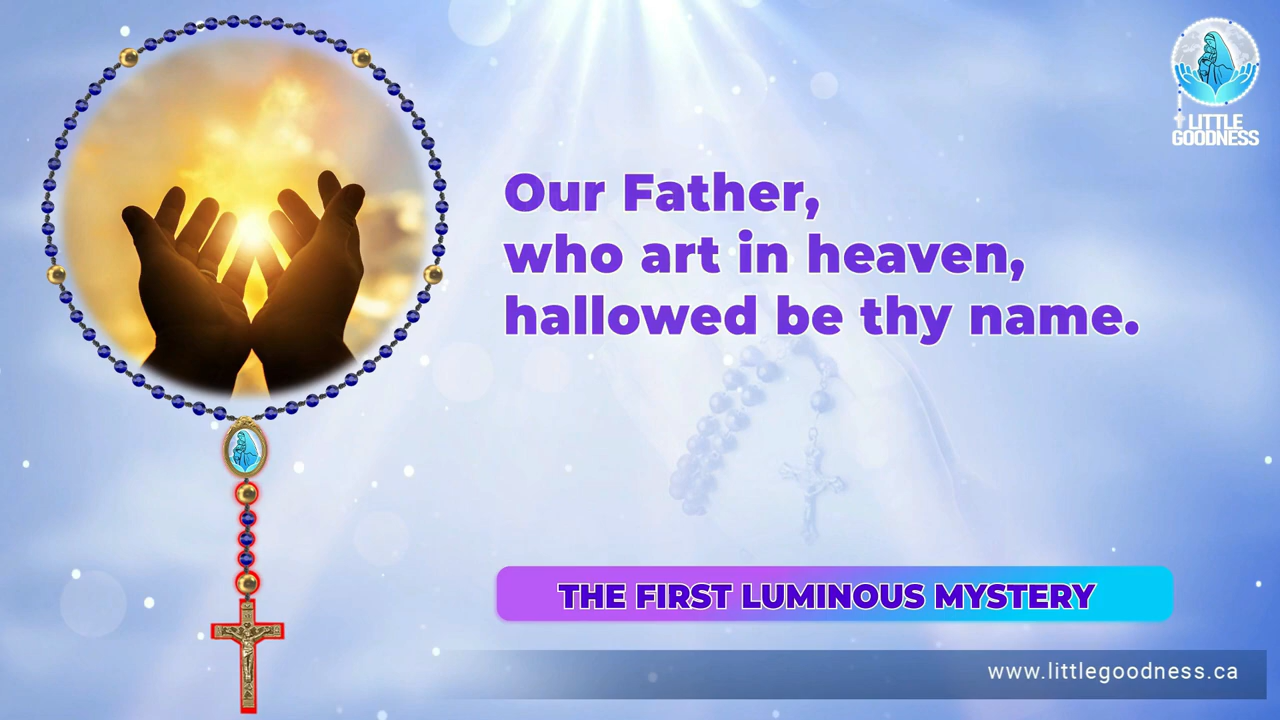 LITTLE
GOODNESS
Our Father,
who art in heaven,
hallowed be thy name.
THE FIRST LUMINOUS MYSTERY
www.littlegoodness.ca